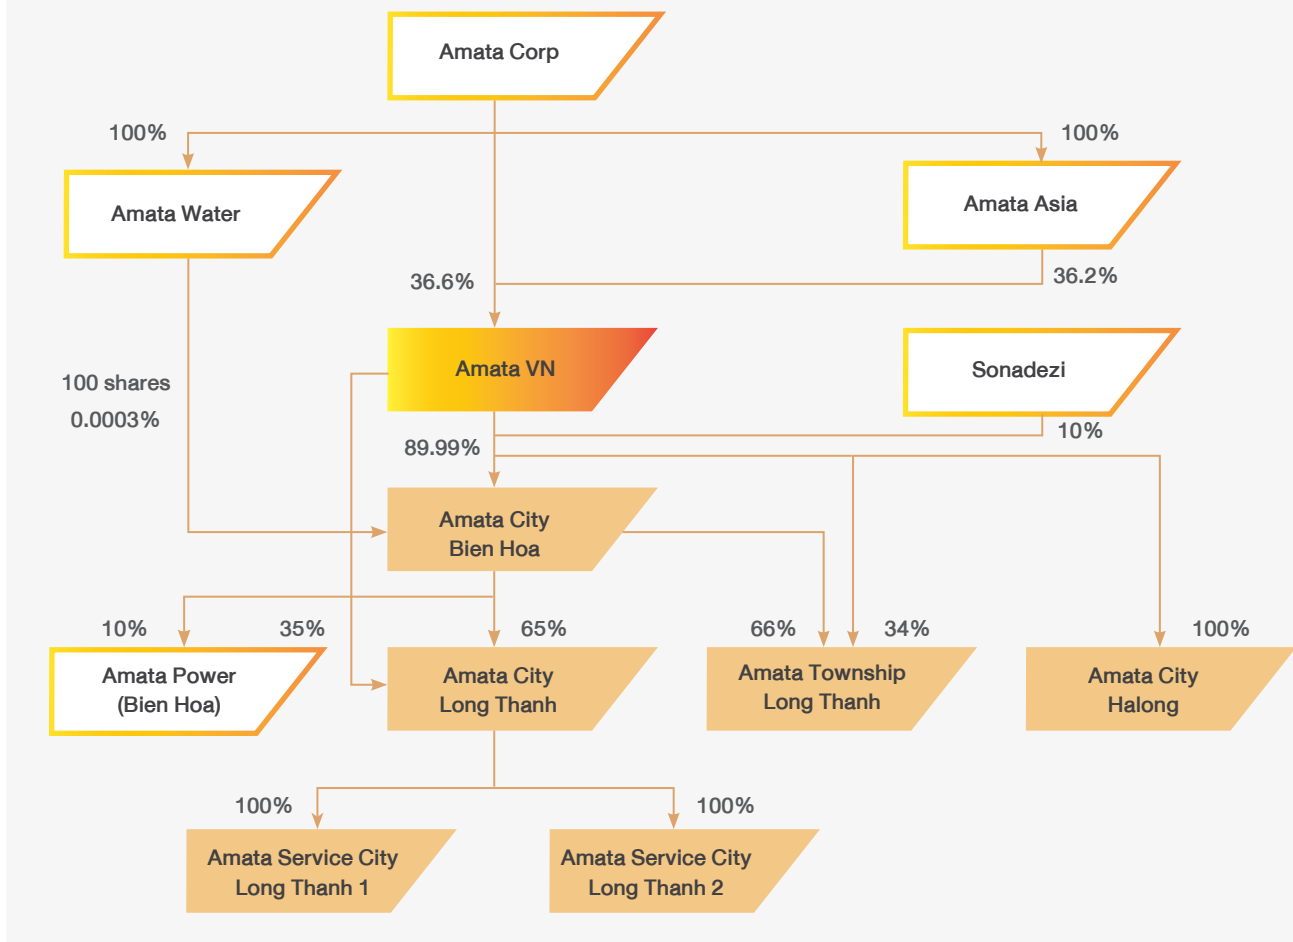 Amata Corp
100%
100%
Amata Water
Amata Asia
36.6%
36.2%
Amata VN
Sonadezi
100 shares
0.0003%
89.99%
10%
Amata City
Bien Hoa
10%
35%
65%
66%
34%
100%
Amata Power
(Bien Hoa)
Amata City
Long Thanh
Amata Township
Long Thanh
Amata City
Halong
100%
100%
Amata Service City
Long Thanh 1
Amata Service City
Long Thanh 2